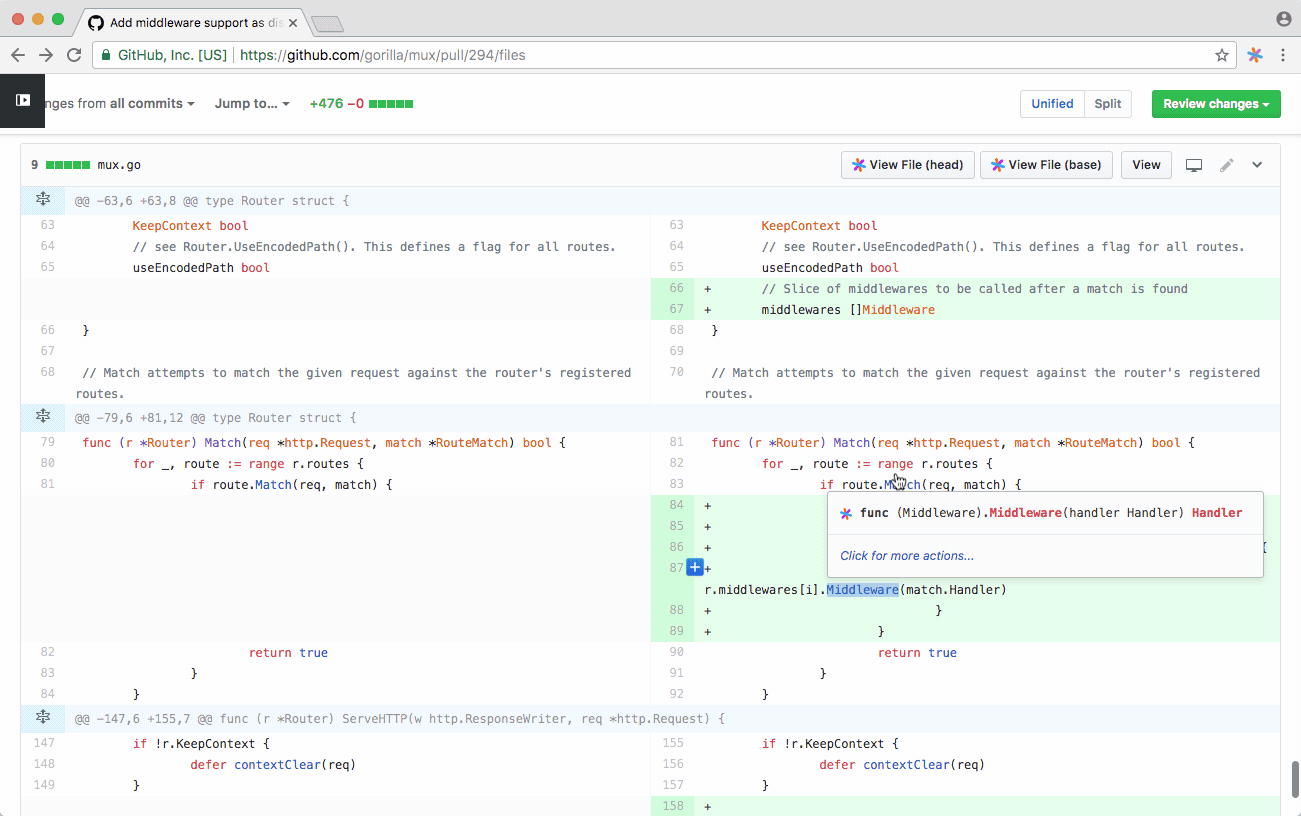 Add middleware support as dis
GitHub, Inc. [US] https://github.com/gorilla/mux/pull/294/files
nges from all commits Jump to... +476 −0 Unified Split Review changes
9 mux.go View File (head) View File (base) View
@@ -63,6 +63,8 @@ type Router struct {
63 KeepContext bool 63 KeepContext bool
64 // see Router.UseEncodedPath(). This defines a flag for all routes. 64 // see Router.UseEncodedPath(). This defines a flag for all routes.
65 useEncodedPath bool 65 useEncodedPath bool
66 + // Slice of middlewares to be called after a match is found
67 + middlewares []Middleware
66 } 68 }
67 69
68 // Match attempts to match the given request against the router's registered 70 // Match attempts to match the given request against the router's registered
routes. routes.
@@ -79,6 +81,12 @@ type Router struct {
79 func (r *Router) Match(req *http.Request, match *RouteMatch) bool { 81 func (r *Router) Match(req *http.Request, match *RouteMatch) bool {
80 for _, route := range r.routes { 82 for _, route := range r.routes {
81 if route.Match(req, match) { 83 if route.Match(req, match) {
84 +
func (Middleware).Middleware(handler Handler) Handler
85 +
86 + {
Click for more actions...
87 + +
r.middlewares[i].Middleware(match.Handler)
88 + }
89 + }
82 return true 90 return true
83 } 91 }
84 } 92 }
@@ -147,6 +155,7 @@ func (r *Router) ServeHTTP(w http.ResponseWriter, req *http.Request) {
147 if !r.KeepContext { 155 if !r.KeepContext {
148 defer contextClear(req) 156 defer contextClear(req)
149 } 157 }
158 +